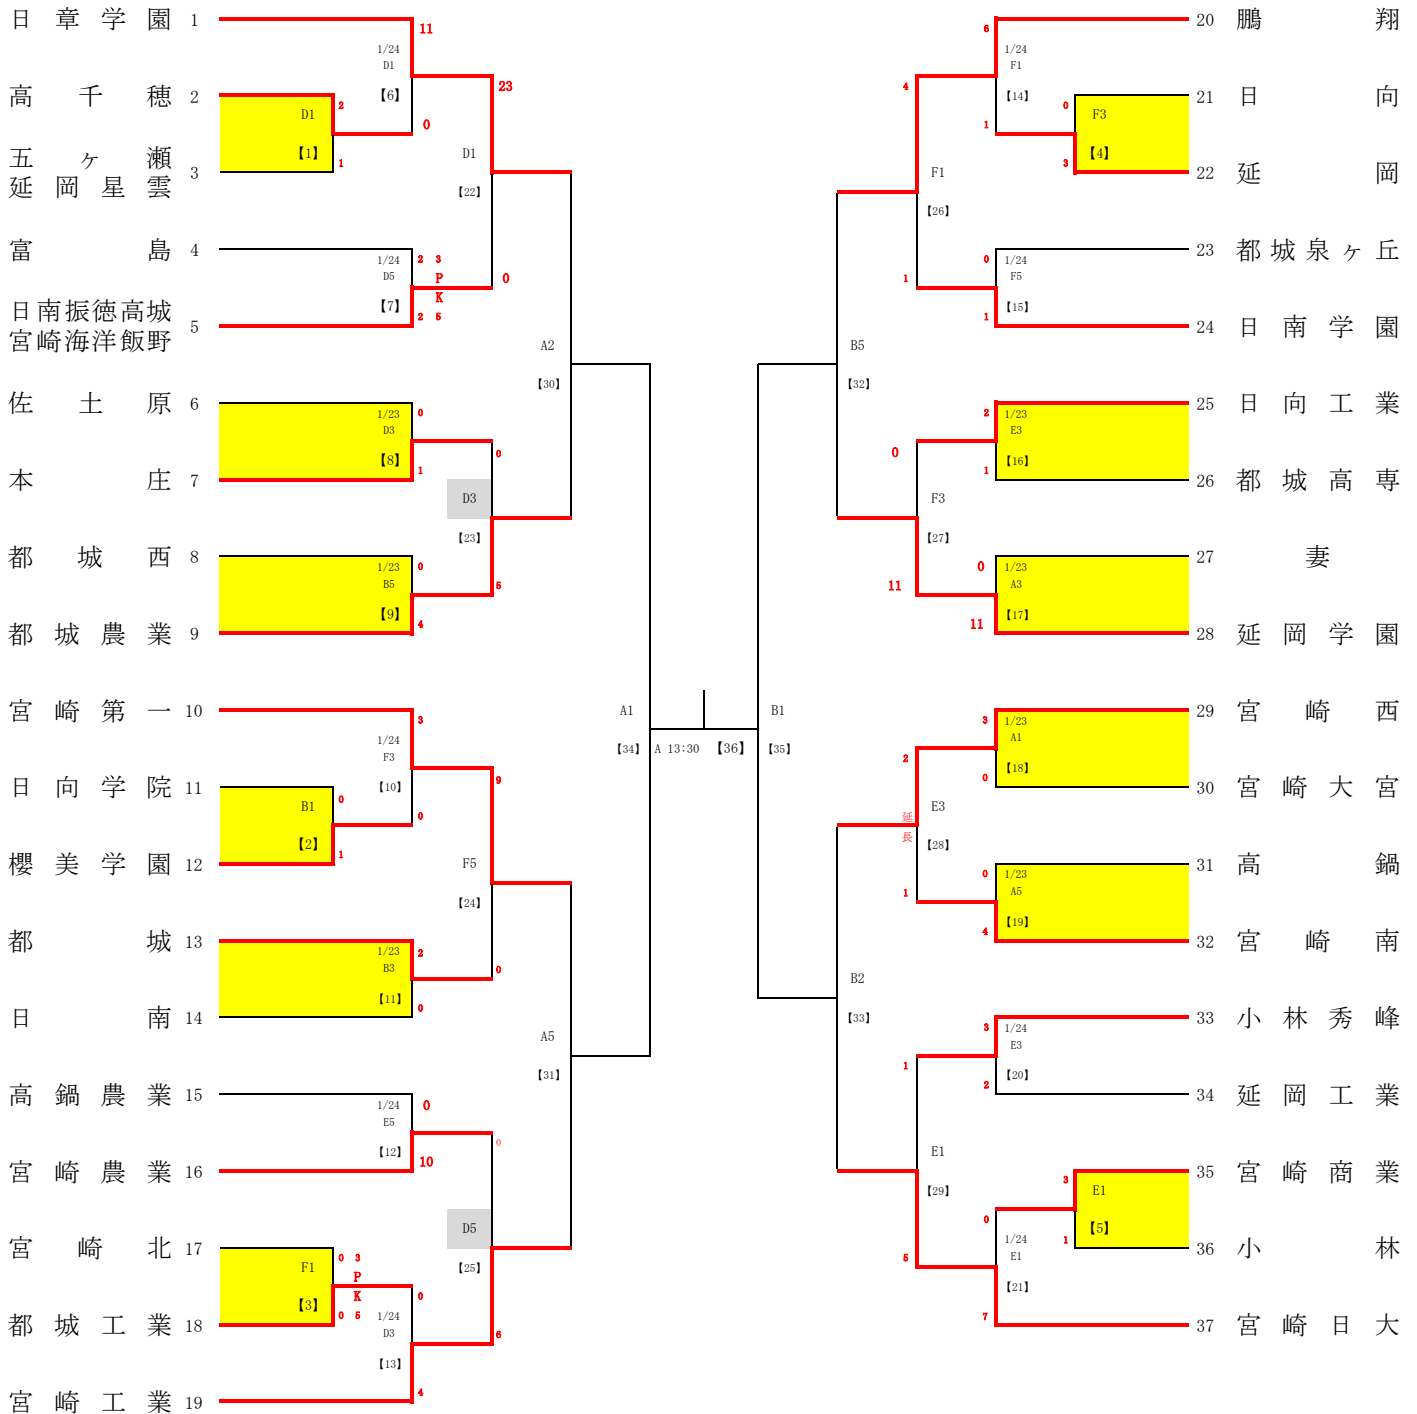 日章学園 1
11
1/24
D1
【6】
23
高千穂 2
2
D1
【1】
1
0
五ヶ瀬
延岡星雲 3
D1
【22】
富島 4
1/24
D5
【7】
2 3
P
K
2 5
0
日南振徳高城
宮崎海洋飯野 5
A2
【30】
佐土原 6
1/23
D3
【8】
0
1
0
本庄 7
D3
【23】
都城西 8
1/23
B5
【9】
0
4
5
都城農業 9
宮崎第一 10
3
1/24
F3
【10】
9
日向学院 11
0
B1
【2】
1
0
櫻美学園 12
F5
【24】
都城 13
1/23
B3
【11】
2
0
0
日南 14
A5
【31】
高鍋農業 15
1/24
E5
【12】
0
10
0
宮崎農業 16
D5
【25】
宮崎北 17
F1
【3】
0 3
P
K
0 5
0
都城工業 18
1/24
D3
【13】
4
6
宮崎工業 19
A1
【34】
A 13:30 【36】
B1
【35】
20 鵬翔
6
1/24
F1
【14】
4
1
21 日向
0
F3
【4】
3
22 延岡
F1
【26】
23 都城泉ヶ丘
0
1/24
F5
【15】
1
1
24 日南学園
B5
【32】
25 日向工業
2
1/23
E3
【16】
1
0
26 都城高専
F3
【27】
27 妻
0
1/23
A3
【17】
11
11
28 延岡学園
29 宮崎西
3
1/23
A1
【18】
0
2
30 宮崎大宮
延
長
E3
【28】
31 高鍋
0
1/23
A5
【19】
4
1
32 宮崎南
B2
【33】
33 小林秀峰
3
1/24
E3
【20】
2
1
34 延岡工業
E1
【29】
35 宮崎商業
3
E1
【5】
1
36 小林
0
1/24
E1
【21】
7
5
37 宮崎日大